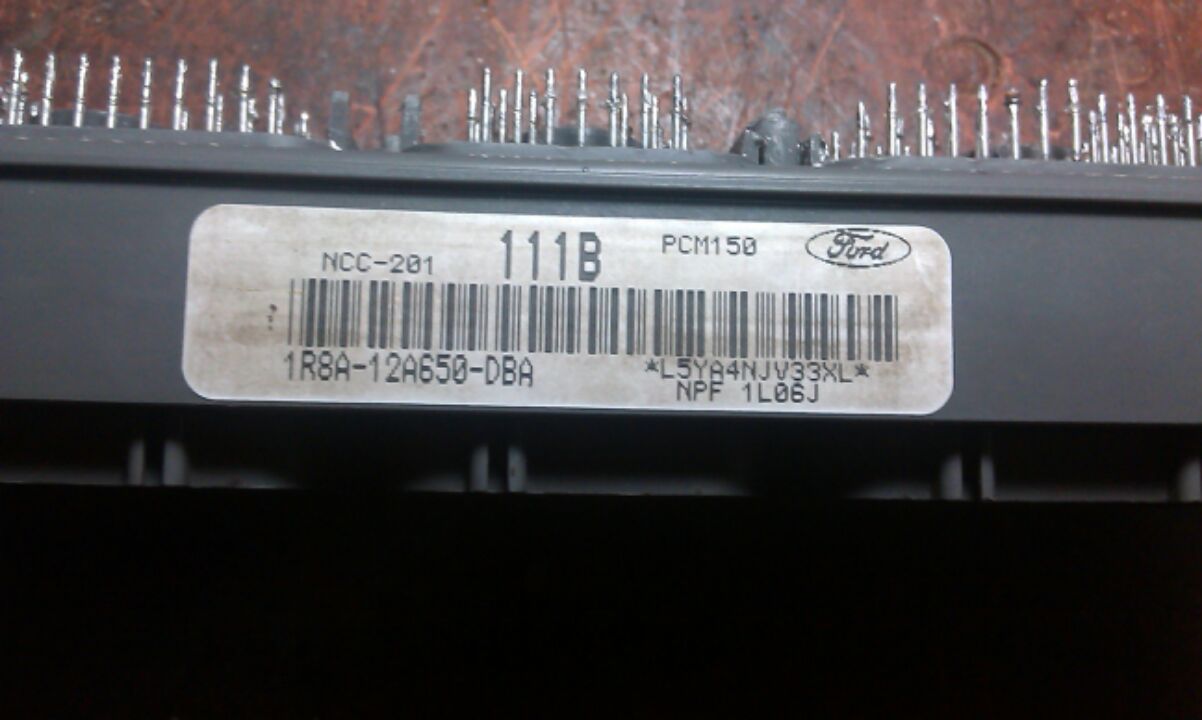 NCC-201 111B PCM150 Ford
1R8A-12A650-DBA *L5YA4NJV33XL*
NPF 1L06J